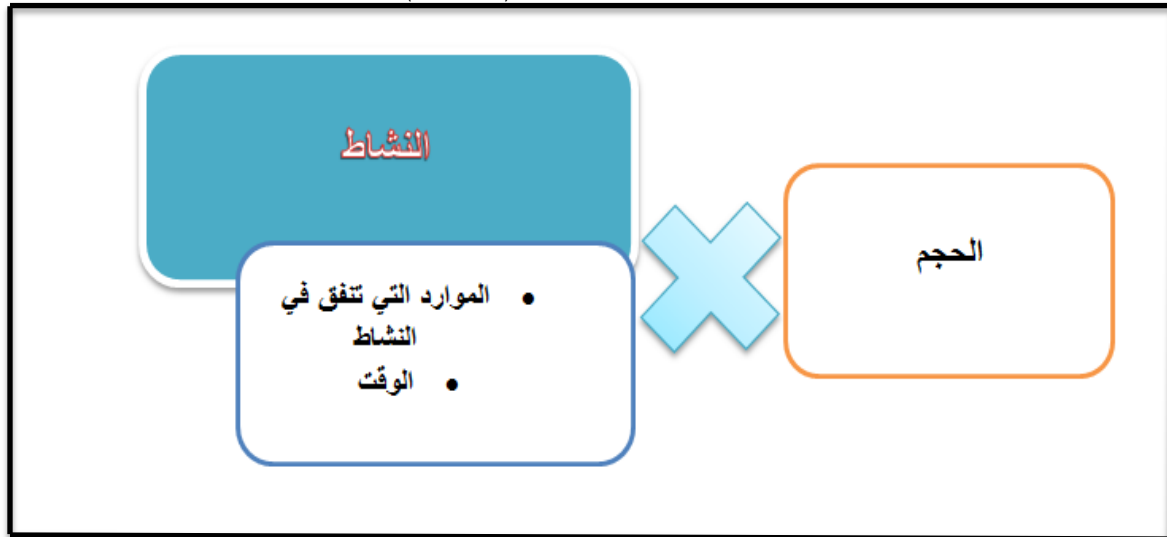 النشاط
الحجم
• الموارد التي تنفق في
النشاط
• الوقت